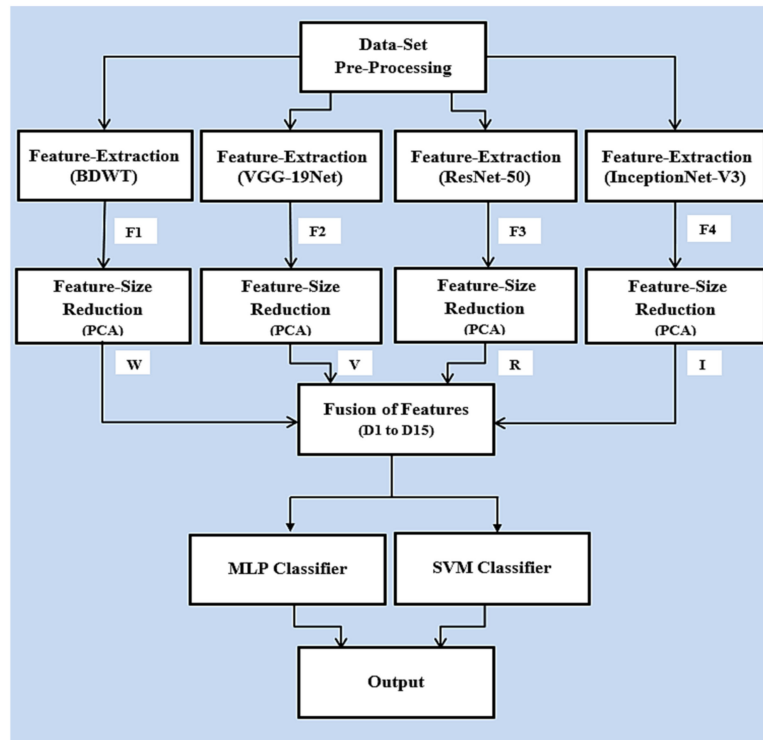 Data-Set
Pre-Processing
Feature-Extraction
(BDWT)
Feature-Extraction
(VGG-19Net)
Feature-Extraction
(ResNet-50)
Feature-Extraction
(InceptionNet-V3)
F1
F2
F3
F4
Feature-Size
Reduction
(PCA)
Feature-Size
Reduction
(PCA)
Feature-Size
Reduction
(PCA)
Feature-Size
Reduction
(PCA)
W
V
R
I
Fusion of Features
(D1 to D15)
MLP Classifier
SVM Classifier
Output